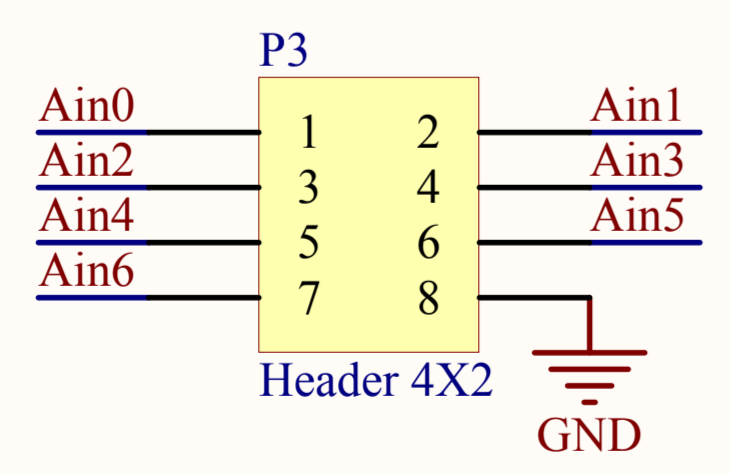 P3
Ain0 1 2 Ain1
Ain2 3 4 Ain3
Ain4 5 6 Ain5
Ain6 7 8
Header 4X2
GND